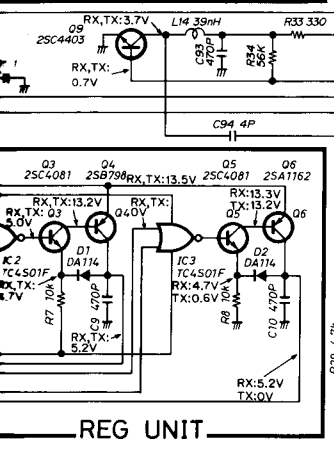 Q9
2SC4403
RX,TX:3.7V
L14 39nH
R33 330
C93
470P
R34
56K
RX,TX:
0.7V
C94 4P
Q3
2SC4081
Q4
2SB798
RX,TX:13.5V
Q5
2SC4081
Q6
2SA1162
RX,TX:13.2V
RX:13.3V
TX:13.2V
RX,TX:
5.0V
Q3
Q4
0V
Q5
Q6
IC2
TC4S01F
D1
DA114
IC3
TC4S01F
D2
DA114
RX:4.7V
TX:0.6V
R7 10k
C9 470P
R8 10k
C10 470P
RX,TX:
5.2V
RX:5.2V
TX:0V
REG UNIT